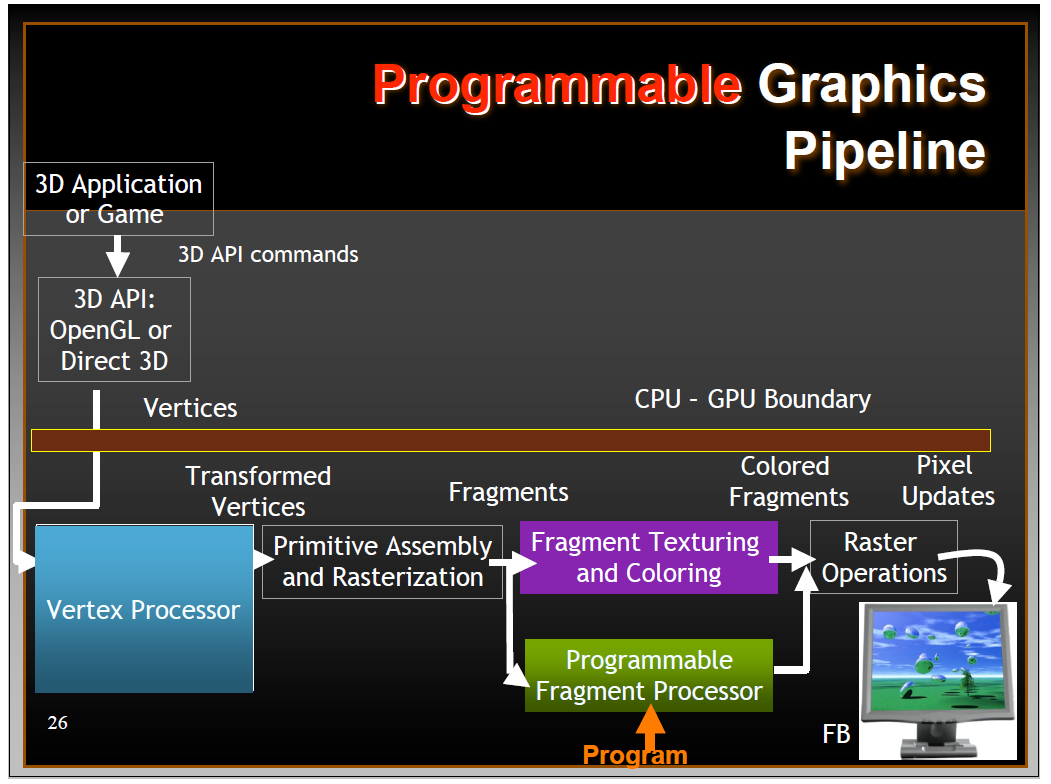 Programmable Graphics
Pipeline
3D Application
or Game
3D API commands
3D API:
OpenGL or
Direct 3D
Vertices
CPU – GPU Boundary
Transformed
Vertices
Fragments
Colored
Fragments
Pixel
Updates
Vertex Processor
Primitive Assembly
and Rasterization
Fragment Texturing
and Coloring
Raster
Operations
Programmable
Fragment Processor
Program
FB
26